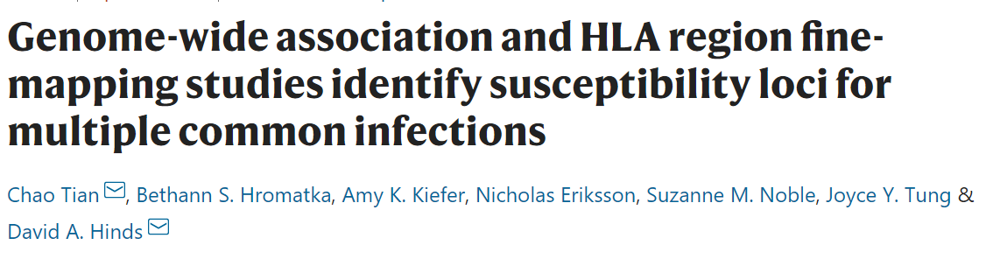 Genome-wide association and HLA region fine-
mapping studies identify susceptibility loci for
multiple common infections
Chao Tian, Bethann S. Hromatka, Amy K. Kiefer, Nicholas Eriksson, Suzanne M. Noble, Joyce Y. Tung &
David A. Hinds